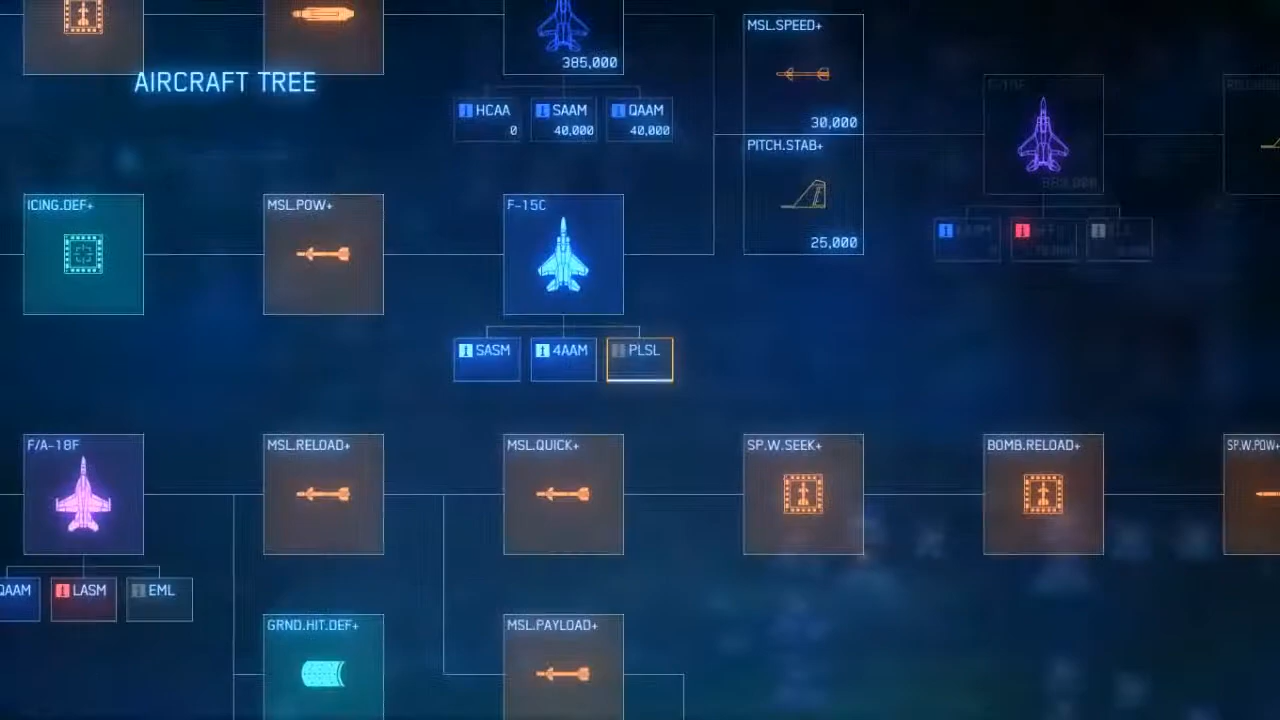 385,000
MSL.SPEED+
AIRCRAFT TREE
HCAA
0
SAAM
40,000
QAAM
40,000
30,000
PITCH.STAB+
25,000
ICING.DEF+
MSL.POW+
F-15C
SASM
4AAM
PLSL
F/A-18F
MSL.RELOAD+
MSL.QUICK+
SP.W.SEEK+
BOMB.RELOAD+
SP.W.POW+
QAAM
LASM
EML
GRND.HIT.DEF+
MSL.PAYLOAD+